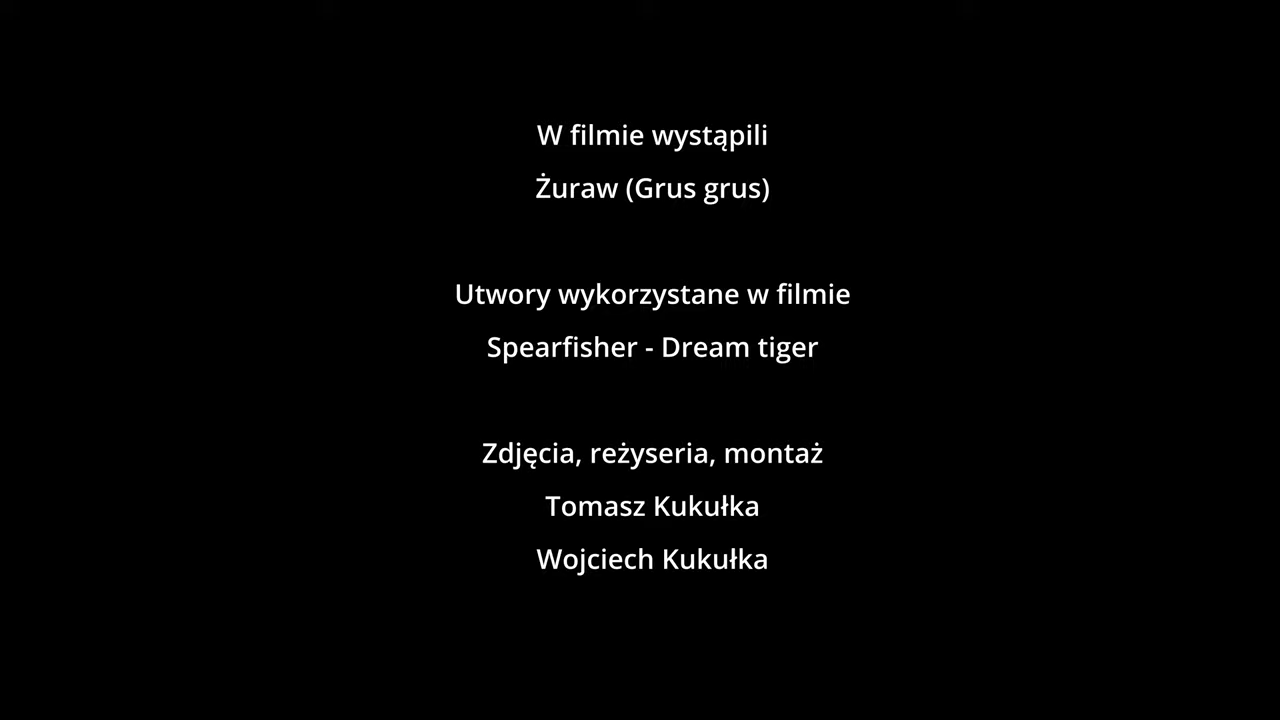 W filmie wystąpili
Żuraw (Grus grus)
Utwory wykorzystane w filmie
Spearfisher - Dream tiger
Zdjęcia, reżyseria, montaż
Tomasz Kukułka
Wojciech Kukułka